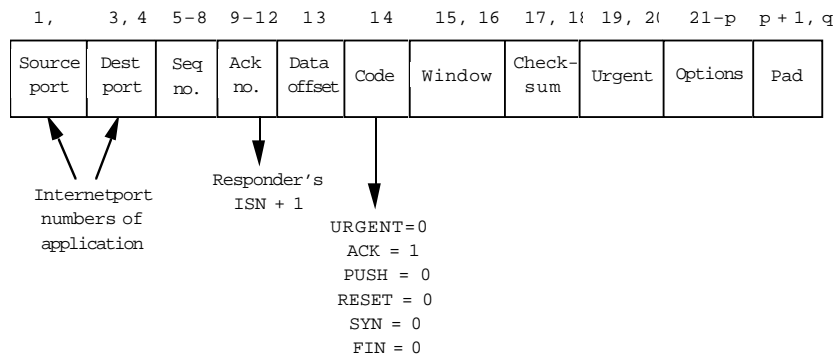 1, 3, 4 5-8 9-12 13 14 15, 16 17, 18 19, 20 21-p p + 1, q
Source port
Dest port
Seq no.
Ack no.
Data offset
Code
Window
Check-sum
Urgent
Options
Pad
Internetport
numbers of
application
Responder's
ISN + 1
URGENT=0
ACK = 1
PUSH = 0
RESET = 0
SYN = 0
FIN = 0